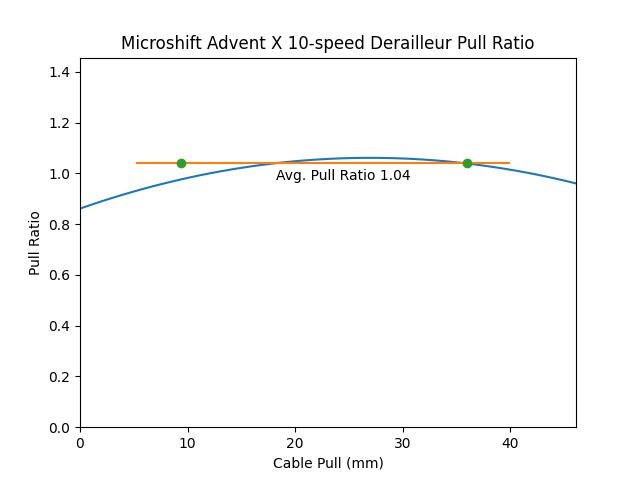 Microshift Advent X 10-speed Derailleur Pull Ratio
1.4
1.2
1.0
0.8
0.6
0.4
0.2
0.0
Pull Ratio
Avg. Pull Ratio 1.04
0 10 20 30 40
Cable Pull (mm)